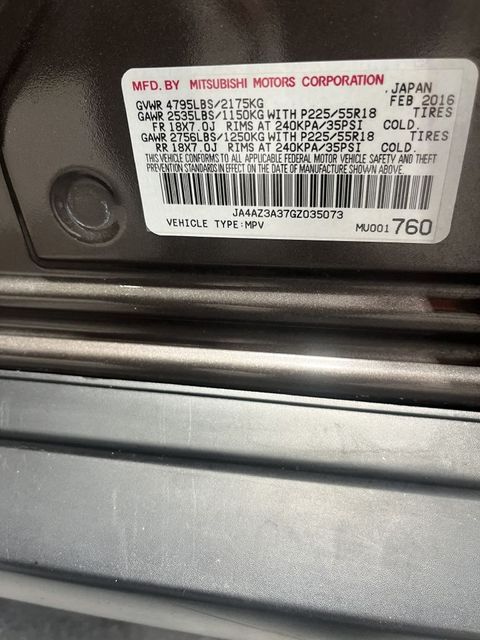 MFD. BY MITSUBISHI MOTORS CORPORATION JAPAN
GVWR 4795LBS/2175KG FEB 2016
GAWR 2535LBS/1150KG WITH P225/55R18 TIRES
FR 18X7.0J RIMS AT 240KPA/35PSI COLD.
GAWR 2756LBS/1250KG WITH P225/55R18 TIRES
RR 18X7.0J RIMS AT 240KPA/35PSI COLD.
THIS VEHICLE CONFORMS TO ALL APPLICABLE FEDERAL MOTOR VEHICLE SAFETY AND THEFT
PREVENTION STANDARDS IN EFFECT ON THE DATE OF MANUFACTURE SHOWN ABOVE.
JA4AZ3A37GZ035073
VEHICLE TYPE:MPV MU001760